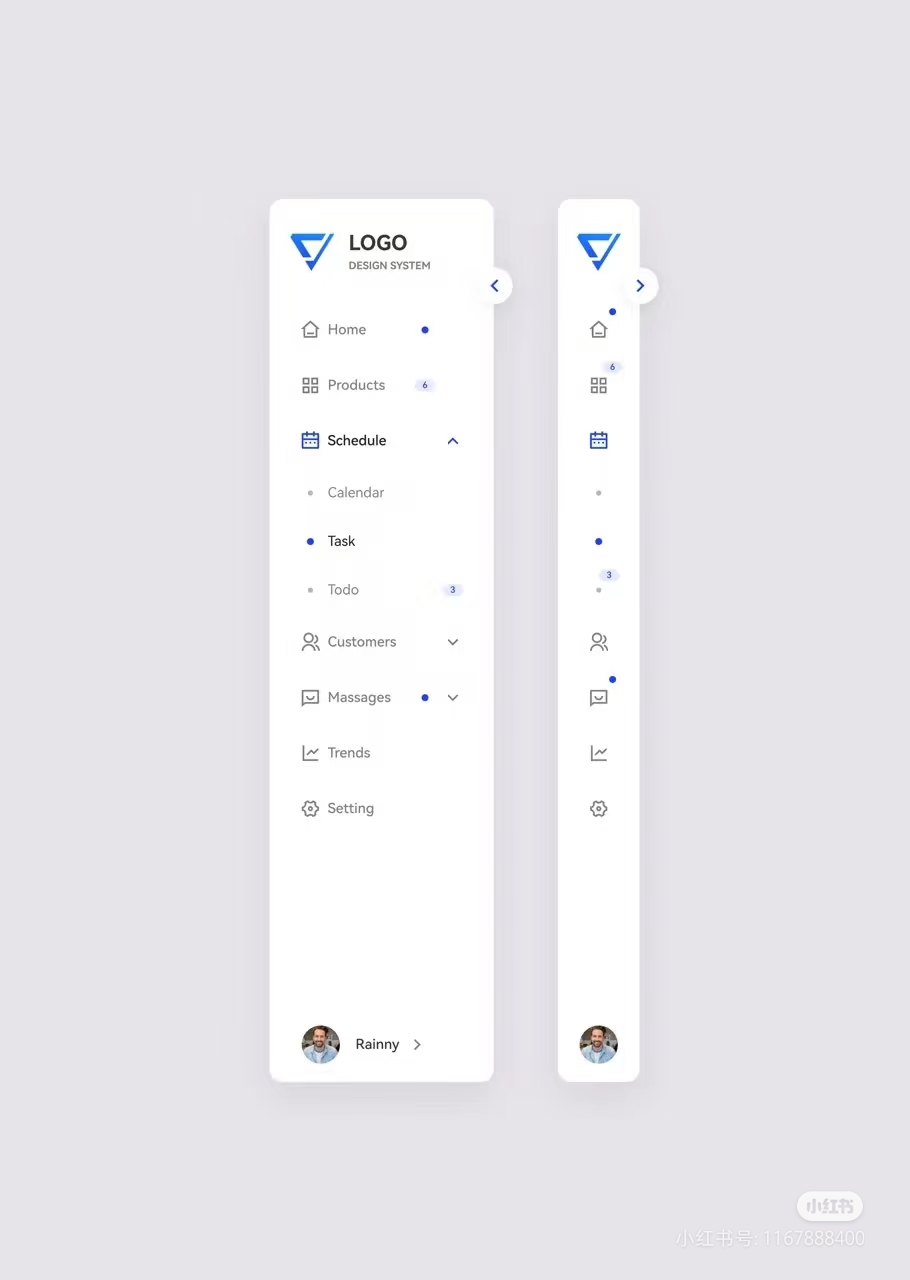 LOGO
DESIGN SYSTEM
Home
Products 6
Schedule
Calendar
Task
Todo 3
Customers
Massages
Trends
Setting
Rainny
6
3
小红书
小红书号: 1167888400